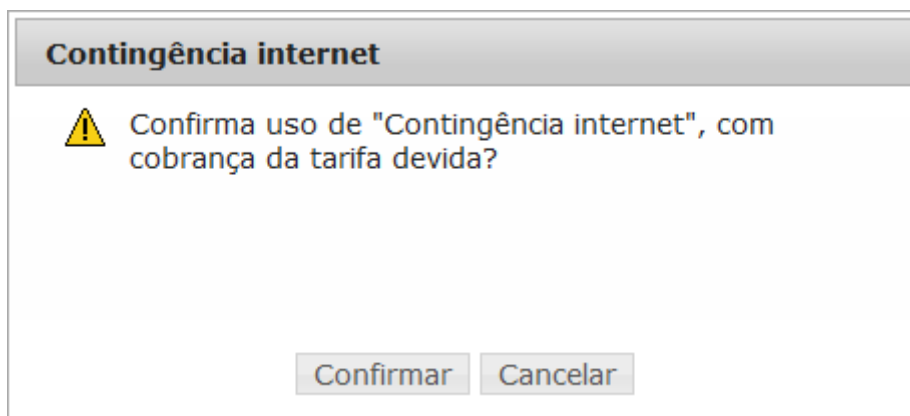 Contingência internet
Confirma uso de "Contingência internet", com
cobrança da tarifa devida?
Confirmar Cancelar